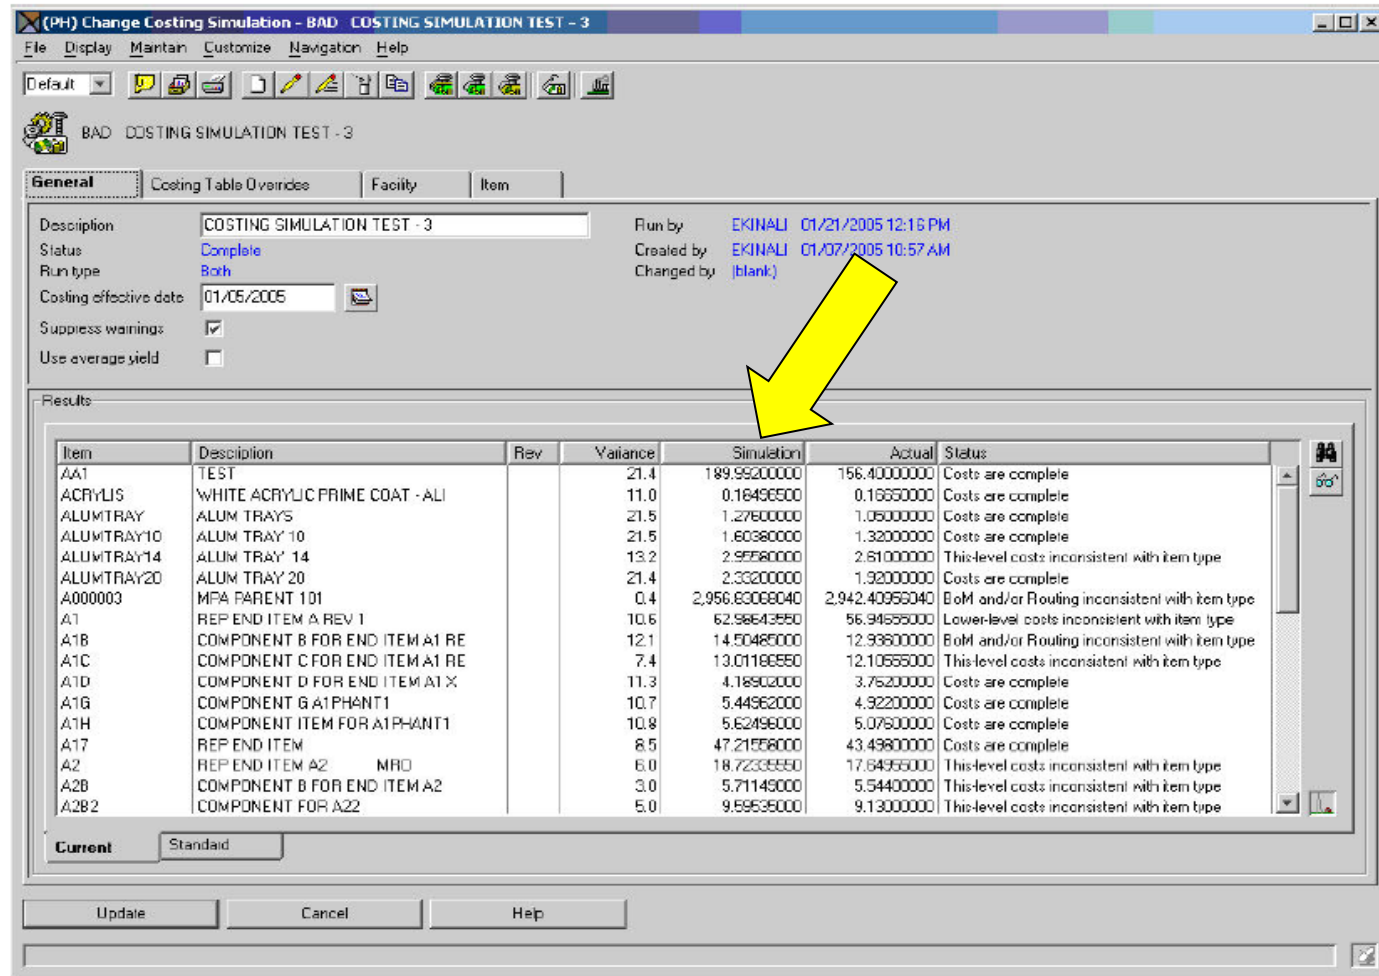 (PH) Change Costing Simulation - BAD COSTING SIMULATION TEST - 3
File Display Maintain Customize Navigation Help
Default
BAD COSTING SIMULATION TEST - 3
General Costing Table Overrides Facility Item
Description COSTING SIMULATION TEST - 3 Run by EKINALI 01/21/2005 12:16 PM
Status Complete Created by EKINALI 01/07/2005 10:57 AM
Run type Both Changed by (blank)
Costing effective date 01/05/2005
Suppress warnings
Use average yield
Results
Item Description Rev Variance Simulation Actual Status
AA1 TEST 21.4 189.99200000 156.40000000 Costs are complete
ACRYLIS WHITE ACRYLIC PRIME COAT - ALI 11.0 0.18496500 0.16650000 Costs are complete
ALUMTRAY ALUM TRAYS 21.5 1.27600000 1.05000000 Costs are complete
ALUMTRAY10 ALUM TRAY 10 21.5 1.60380000 1.32000000 Costs are complete
ALUMTRAY14 ALUM TRAY 14 13.2 2.95580000 2.61000000 This-level costs inconsistent with item type
ALUMTRAY20 ALUM TRAY 20 21.4 2.33200000 1.92000000 Costs are complete
A000003 MPA PARENT 101 0.4 2,956.83068040 2,942.40956040 BoM and/or Routing inconsistent with item type
A1 REP END ITEM A REV 1 10.6 62.98643550 56.94655000 Lower-level costs inconsistent with item type
A1B COMPONENT B FOR END ITEM A1 RE 12.1 14.50485000 12.93600000 BoM and/or Routing inconsistent with item type
A1C COMPONENT C FOR END ITEM A1 RE 7.4 13.01186550 12.10555000 This-level costs inconsistent with item type
A1D COMPONENT D FOR END ITEM A1 X 11.3 4.18902000 3.76200000 Costs are complete
A1G COMPONENT G A1PHANT1 10.7 5.44962000 4.92200000 Costs are complete
A1H COMPONENT ITEM FOR A1PHANT1 10.8 5.62496000 5.07600000 Costs are complete
A17 REP END ITEM 8.5 47.21558000 43.49800000 Costs are complete
A2 REP END ITEM A2 MRO 6.0 18.72335550 17.64955000 This-level costs inconsistent with item type
A2B COMPONENT B FOR END ITEM A2 3.0 5.71149000 5.54400000 This-level costs inconsistent with item type
A2B2 COMPONENT FOR A22 5.0 9.59535000 9.13000000 This-level costs inconsistent with item type
Current Standard
Update Cancel Help